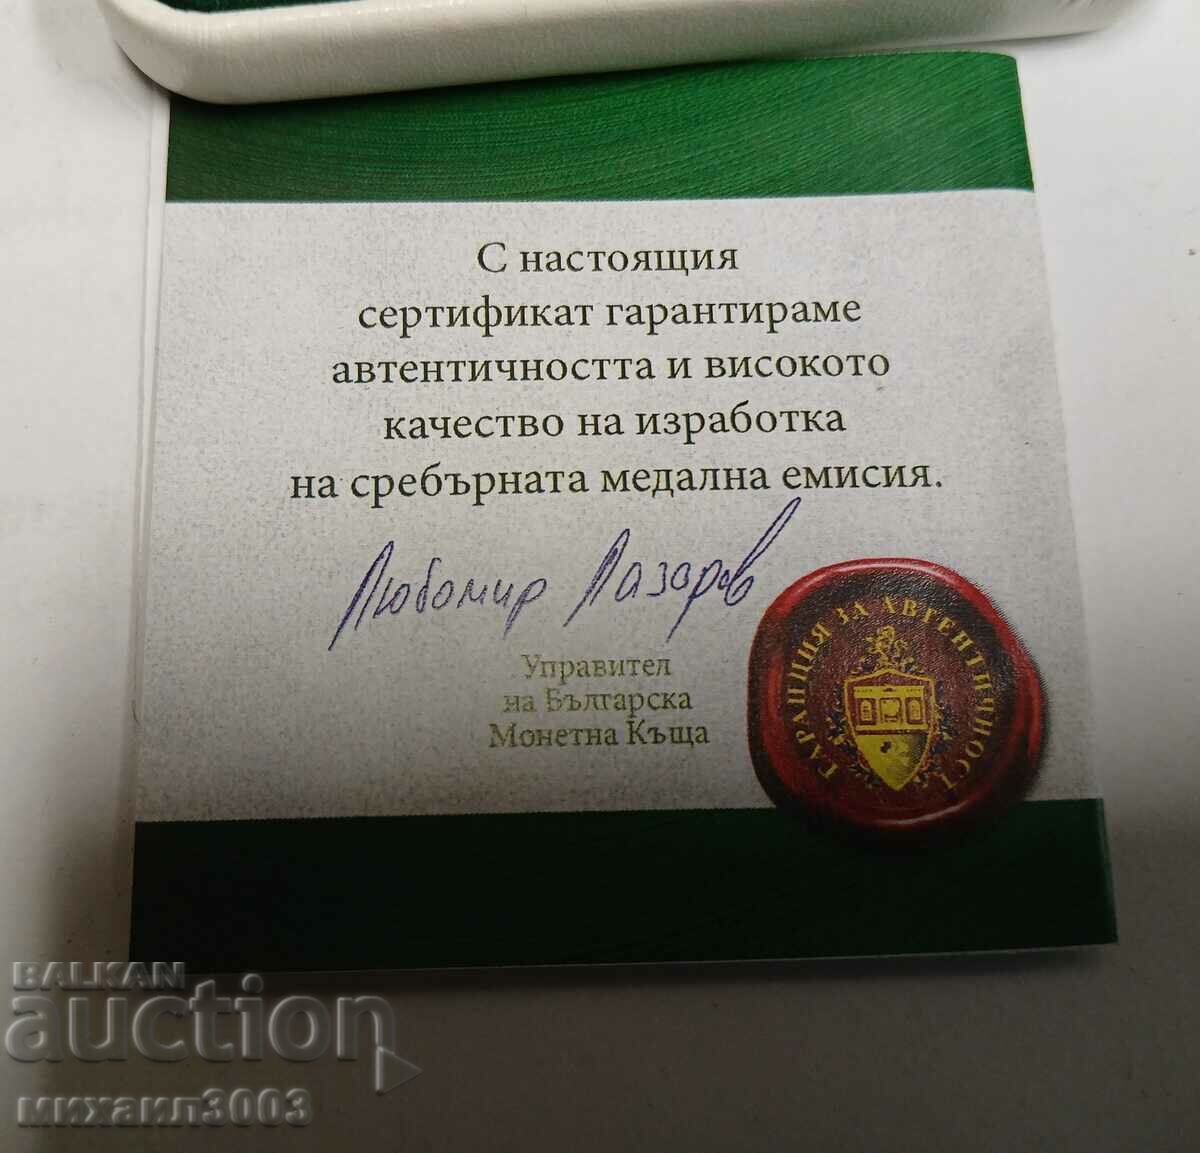 С настоящия
сертификат гарантираме
автентичността и високото
качество на изработка
на сребърната медална емисия.
Любомир Лазаров
Управител
на Българска
Монетна Къща
ГАРАНЦИЯ ЗА АВТЕНТИЧНОСТ
BALKAN
auction
михаил3003